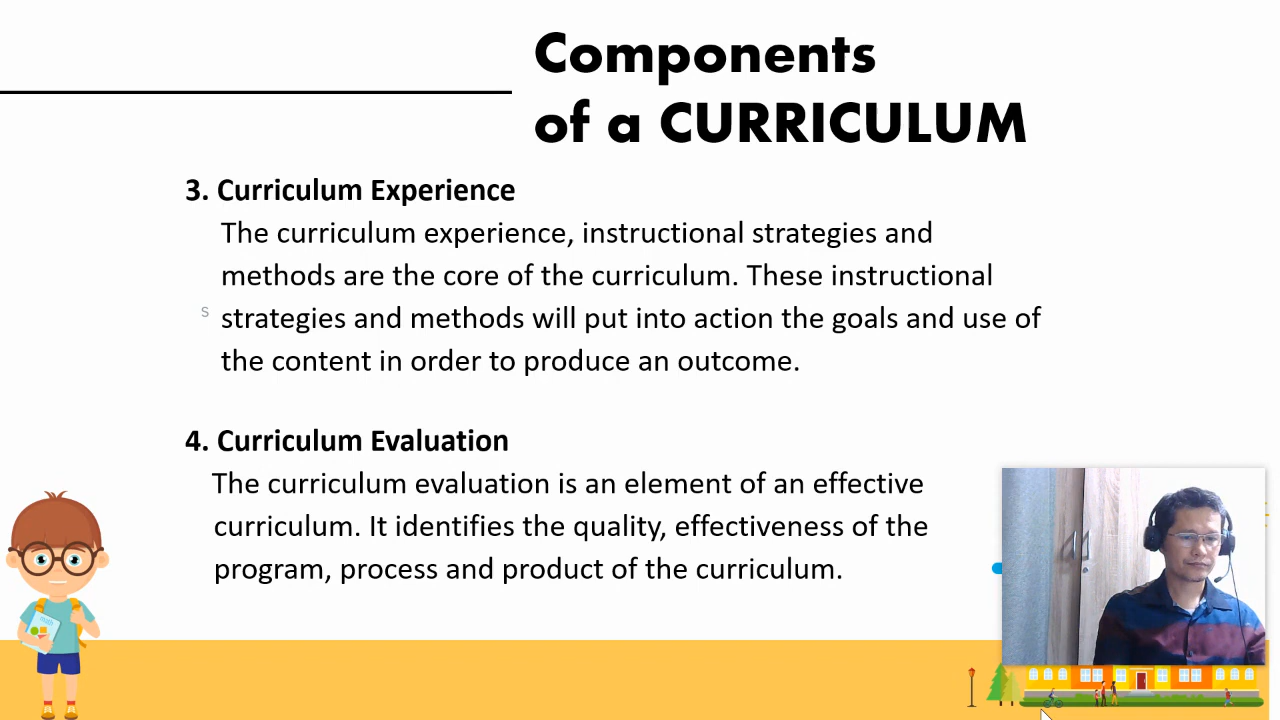 Components
of a CURRICULUM
3. Curriculum Experience
The curriculum experience, instructional strategies and
methods are the core of the curriculum. These instructional
s strategies and methods will put into action the goals and use of
the content in order to produce an outcome.
4. Curriculum Evaluation
The curriculum evaluation is an element of an effective
curriculum. It identifies the quality, effectiveness of the
program, process and product of the curriculum.
math